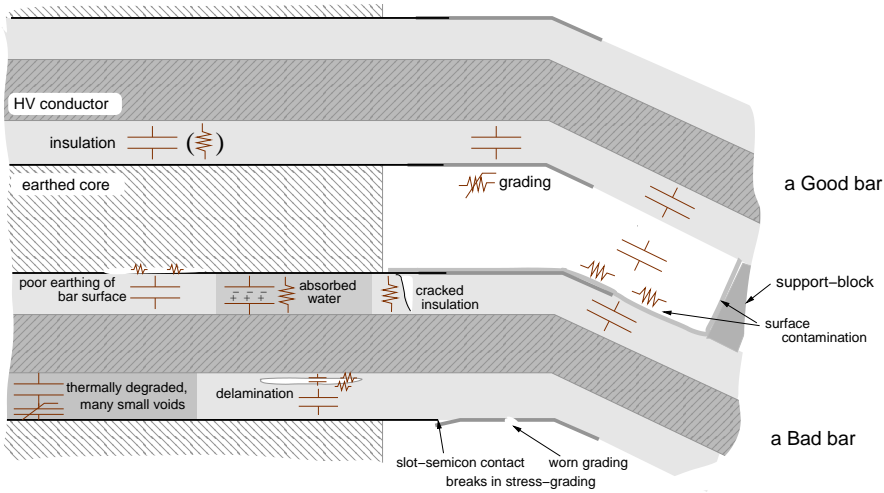 HV conductor
insulation
( )
earthed core
grading
a Good bar
support−block
surface
contamination
poor earthing of
bar surface
absorbed
water
cracked
insulation
thermally degraded,
many small voids
delamination
a Bad bar
slot−semicon contact
breaks in stress−grading
worn grading